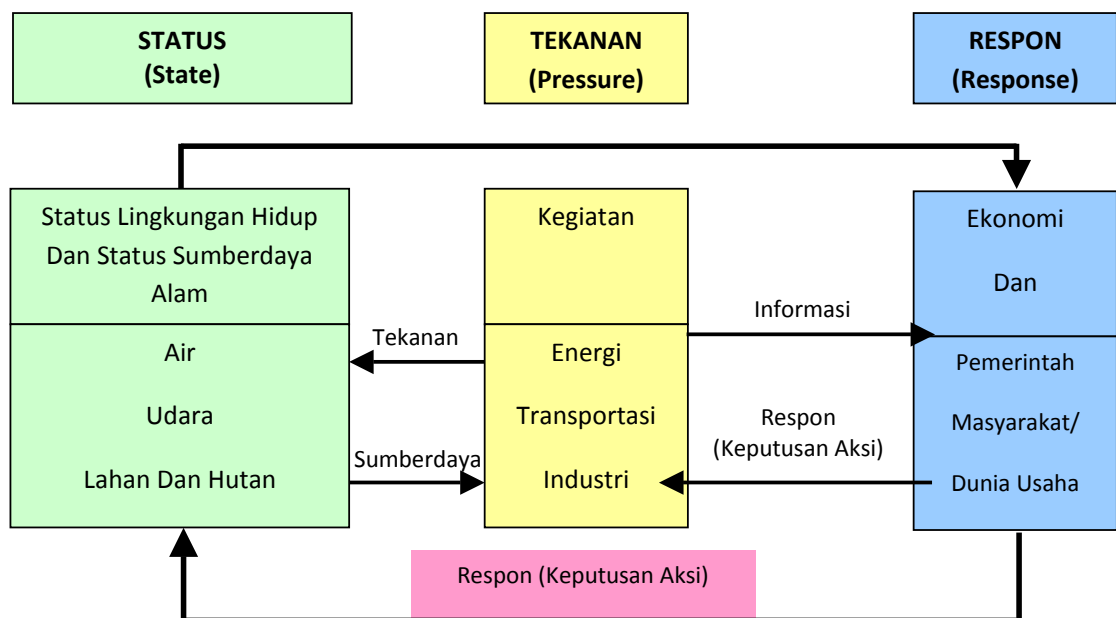 STATUS
(State)
TEKANAN
(Pressure)
RESPON
(Response)
Status Lingkungan Hidup
Dan Status Sumberdaya
Alam
Kegiatan
Ekonomi
Dan
Informasi
Tekanan
Air
Udara
Lahan Dan Hutan
Sumberdaya
Energi
Transportasi
Industri
Respon
(Keputusan Aksi)
Pemerintah
Masyarakat/
Dunia Usaha
Respon (Keputusan Aksi)